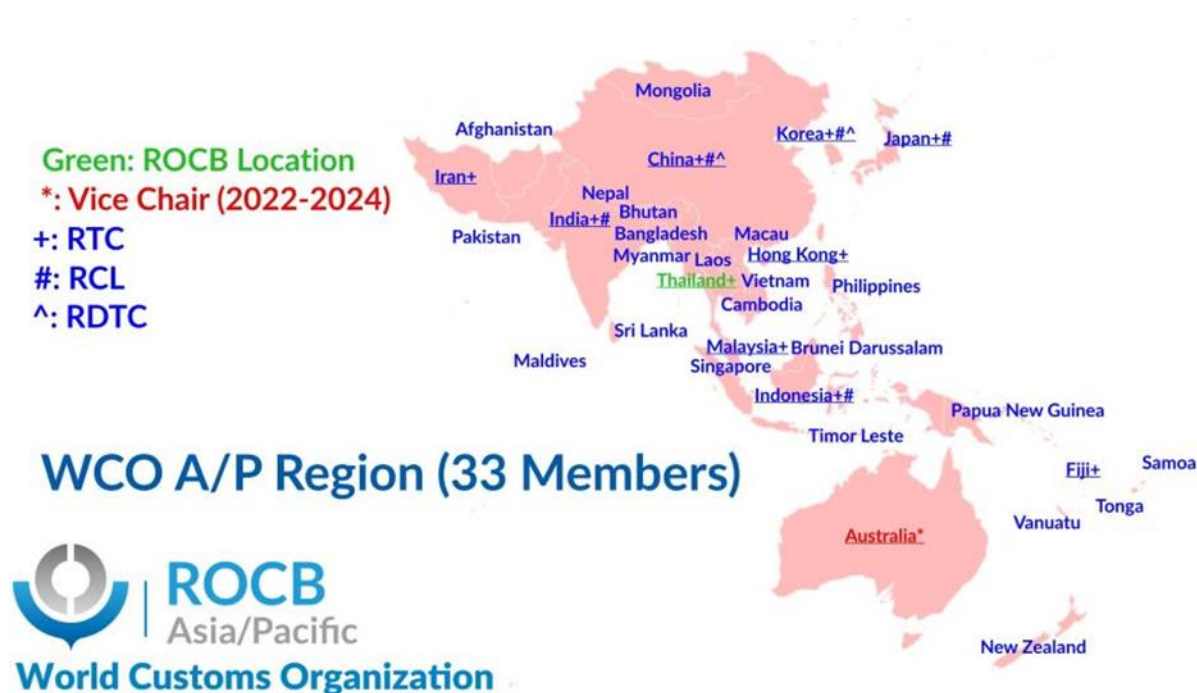 Green: ROCB Location
*: Vice Chair (2022-2024)
+: RTC
#: RCL
^: RDTC
Mongolia
Afghanistan
Korea+#^
Japan+#
China+#^
Iran+
Nepal
India+#
Bhutan
Pakistan
Bangladesh
Macau
Myanmar
Laos
Hong Kong+
Thailand+
Vietnam
Philippines
Cambodia
Sri Lanka
Maldives
Malaysia+
Brunei Darussalam
Singapore
Indonesia+#
Papua New Guinea
Timor Leste
Fiji+
Samoa
Tonga
Vanuatu
Australia*
New Zealand
WCO A/P Region (33 Members)
ROCB
Asia/Pacific
World Customs Organization